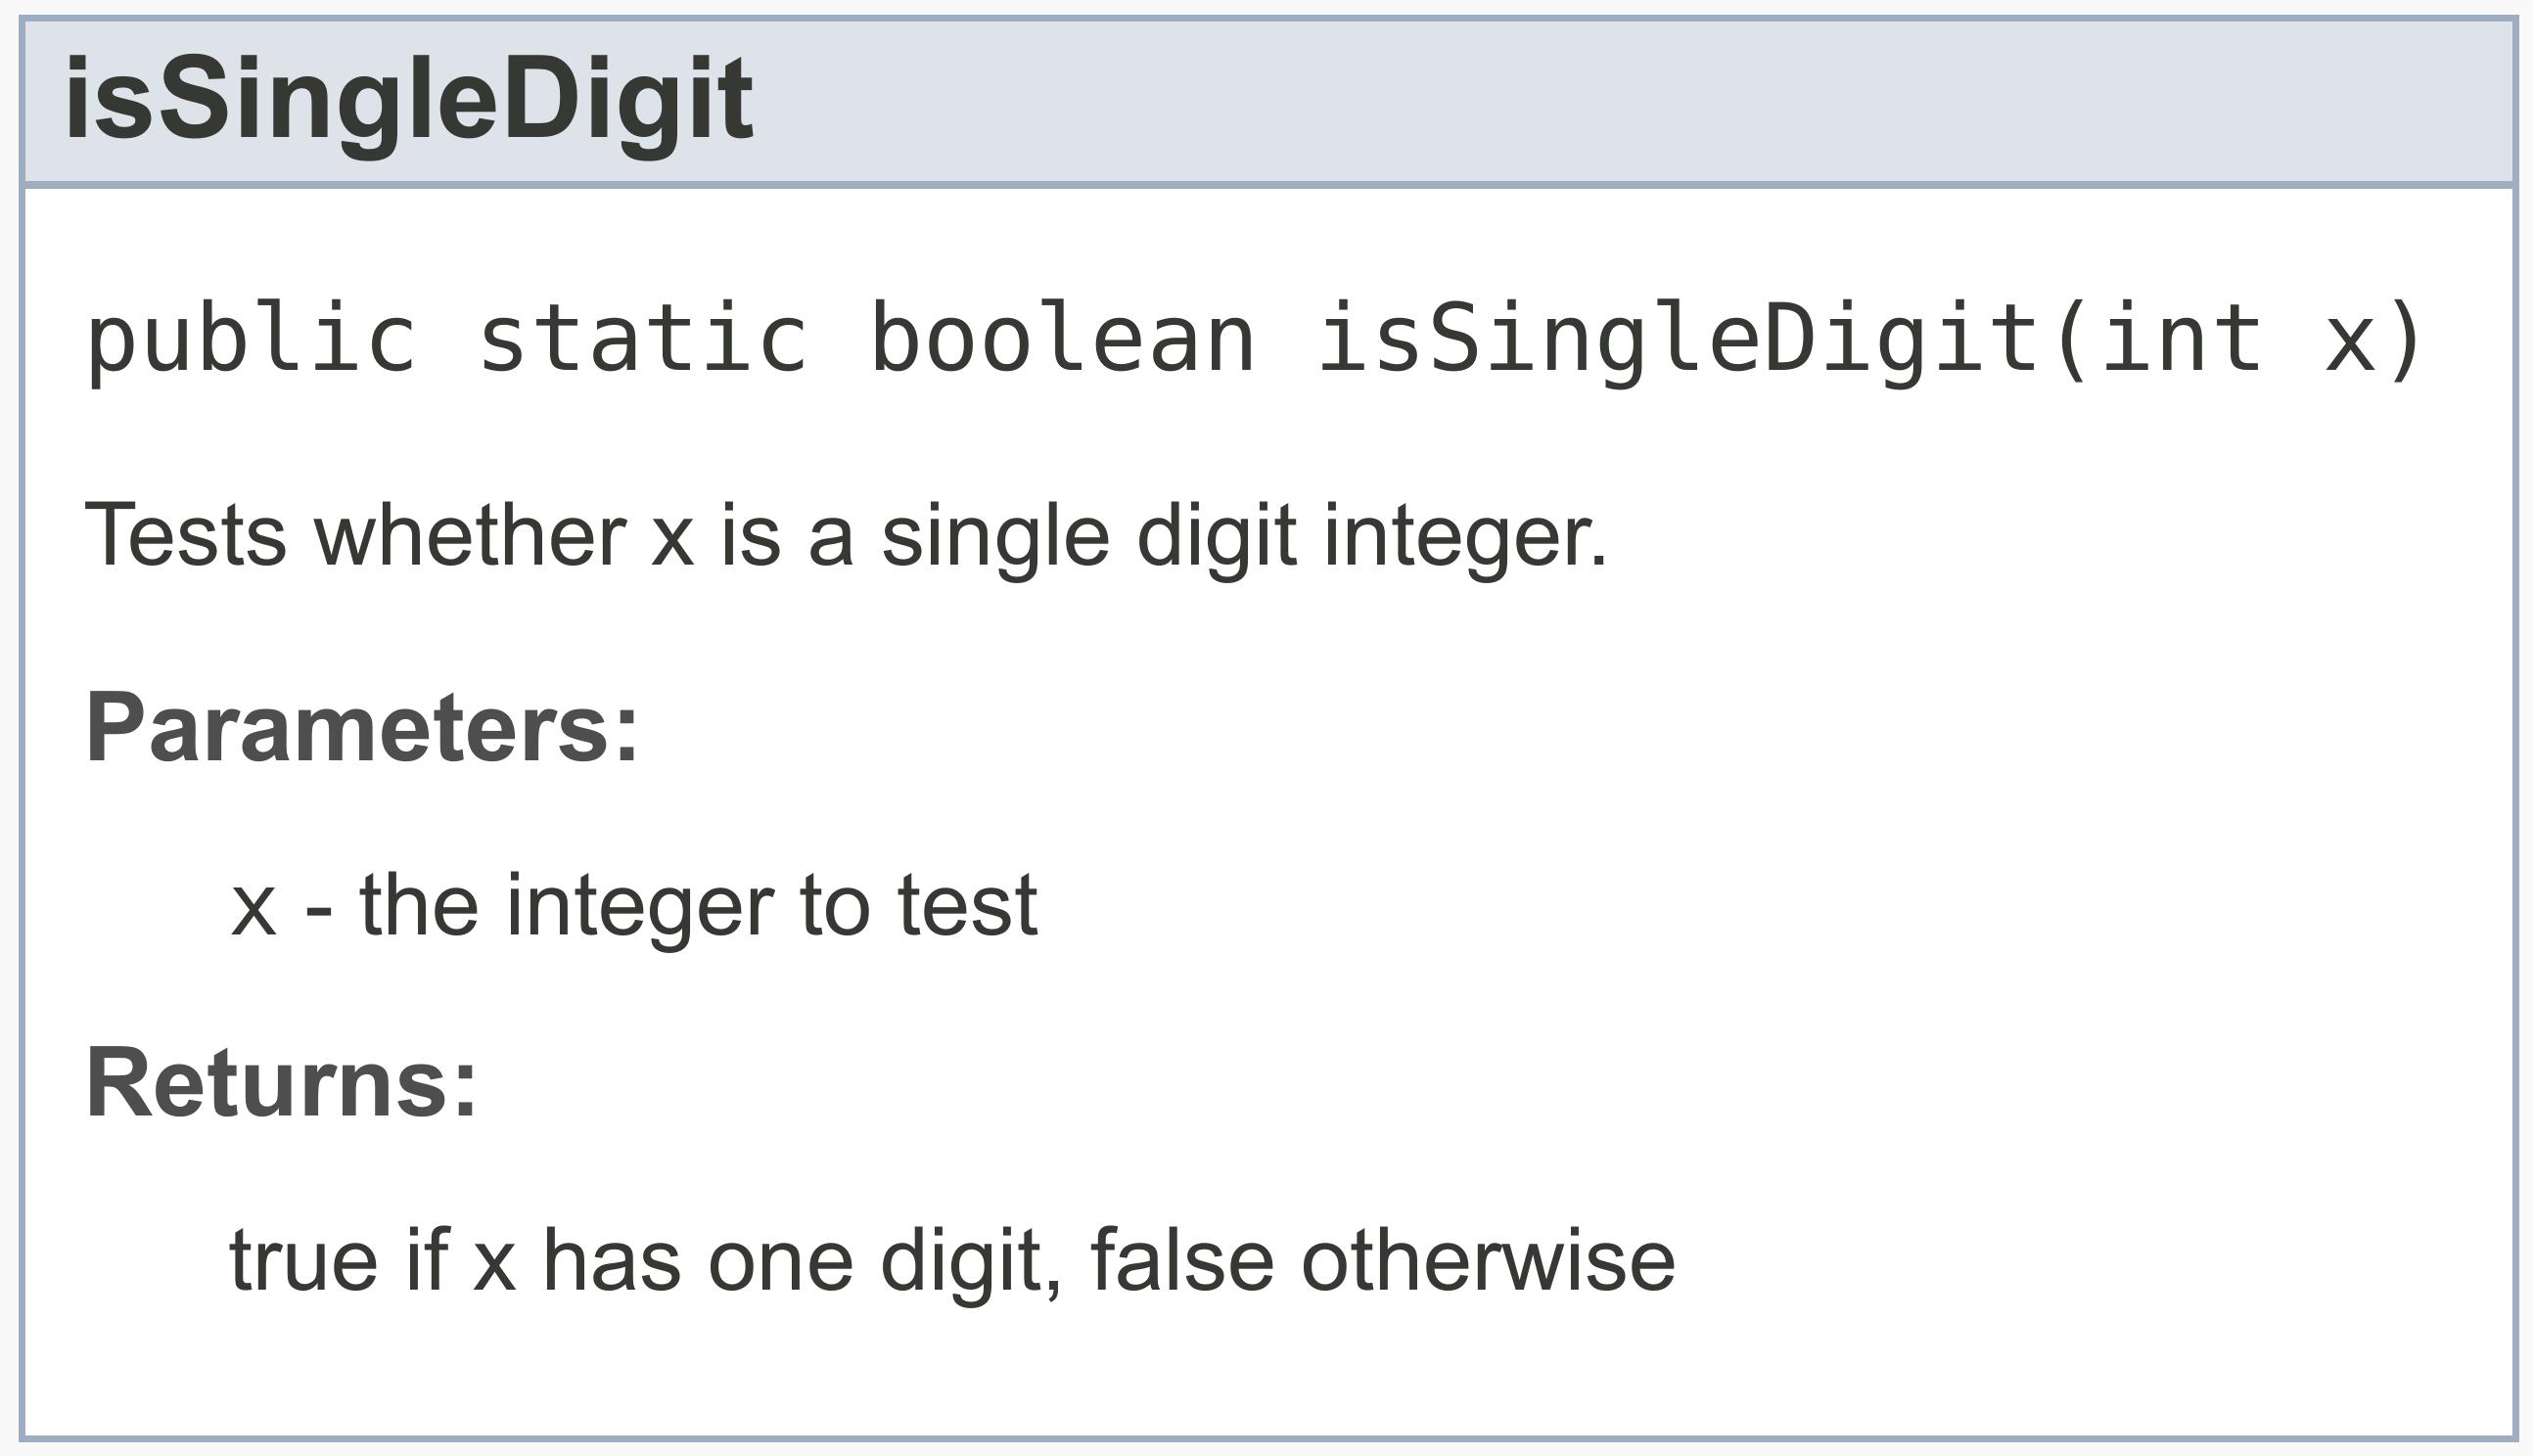 isSingleDigit
public static boolean isSingleDigit(int x)
Tests whether x is a single digit integer.
Parameters:
x - the integer to test
Returns:
true if x has one digit, false otherwise